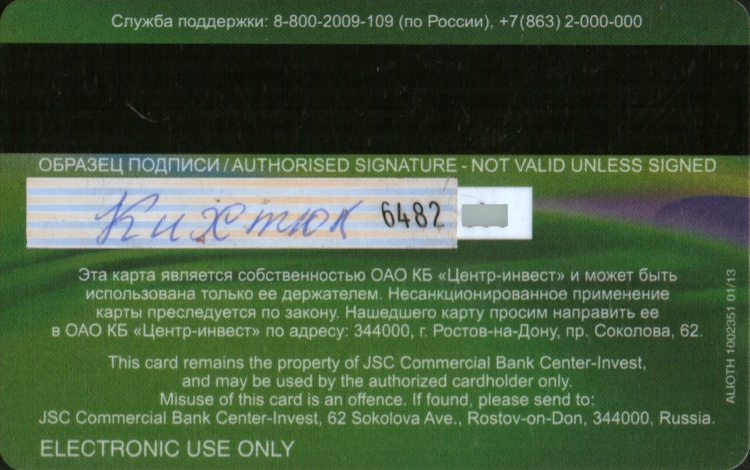 Служба поддержки: 8-800-2009-109 (по России), +7(863) 2-000-000
ОБРАЗЕЦ ПОДПИСИ / AUTHORISED SIGNATURE - NOT VALID UNLESS SIGNED
Кихтюк 6482
Эта карта является собственностью ОАО КБ «Центр-инвест» и может быть
использована только ее держателем. Несанкционированное применение
карты преследуется по закону. Нашедшего карту просим направить ее
в ОАО КБ «Центр-инвест» по адресу: 344000, г. Ростов-на-Дону, пр. Соколова, 62.
This card remains the property of JSC Commercial Bank Center-Invest,
and may be used by the authorized cardholder only.
Misuse of this card is an offence. If found, please send to:
JSC Commercial Bank Center-Invest, 62 Sokolova Ave., Rostov-on-Don, 344000, Russia.
ELECTRONIC USE ONLY
ALIOTH 1002351 01/13